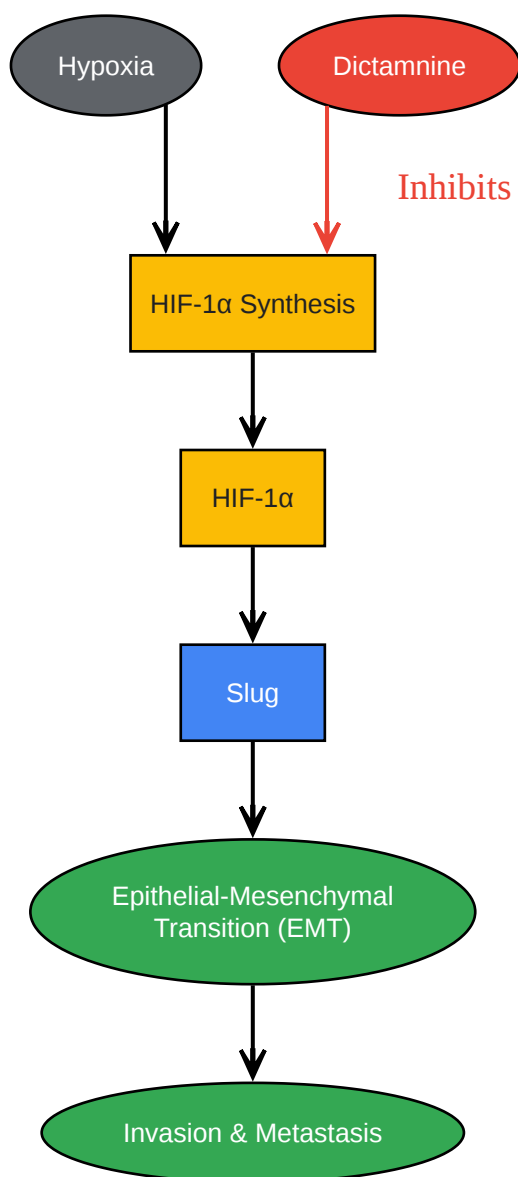 Hypoxia
Dictamnine
Inhibits
HIF-1α Synthesis
HIF-1α
Slug
Epithelial-Mesenchymal
Transition (EMT)
Invasion & Metastasis